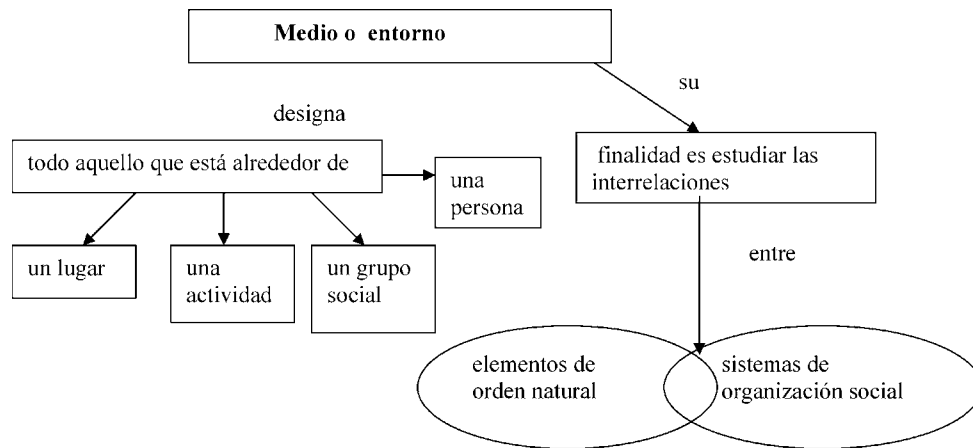 Medio o entorno
su
designa
todo aquello que está alrededor de
finalidad es estudiar las
interrelaciones
una
persona
un lugar
una
actividad
un grupo
social
entre
elementos de
orden natural
sistemas de
organización social